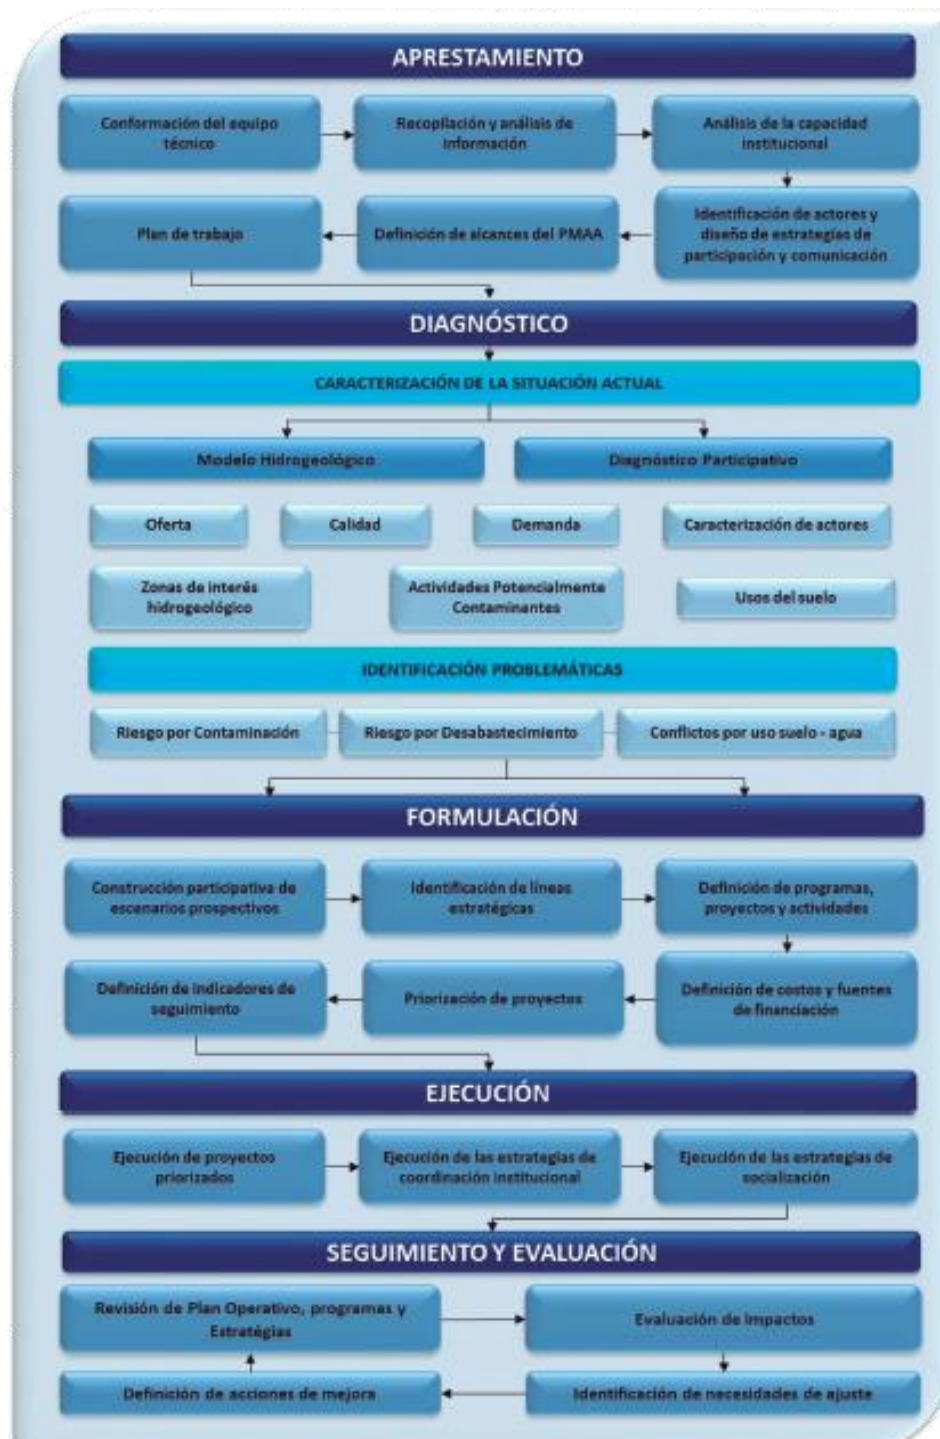 APRESTAMIENTO
Conformación del equipo
técnico
Recopilación y análisis de
información
Análisis de la capacidad
institucional
Plan de trabajo
Definición de alcances del PMAA
Identificación de actores y
diseño de estrategias de
participación y comunicación
DIAGNÓSTICO
CARACTERIZACIÓN DE LA SITUACIÓN ACTUAL
Modelo Hidrogeológico
Diagnóstico Participativo
Oferta
Calidad
Demanda
Caracterización de actores
Zonas de interés
hidrogeológico
Actividades Potencialmente
Contaminantes
Usos del suelo
IDENTIFICACIÓN PROBLEMÁTICAS
Riesgo por Contaminación
Riesgo por Desabastecimiento
Conflictos por uso suelo - agua
FORMULACIÓN
Construcción participativa de
escenarios prospectivos
Identificación de líneas
estratégicas
Definición de programas,
proyectos y actividades
Definición de indicadores de
seguimiento
Priorización de proyectos
Definición de costos y fuentes
de financiación
EJECUCIÓN
Ejecución de proyectos
priorizados
Ejecución de las estrategias de
coordinación institucional
Ejecución de las estrategias de
socialización
SEGUIMIENTO Y EVALUACIÓN
Revisión de Plan Operativo, programas y
Estratégias
Evaluación de impactos
Definición de acciones de mejora
Identificación de necesidades de ajuste